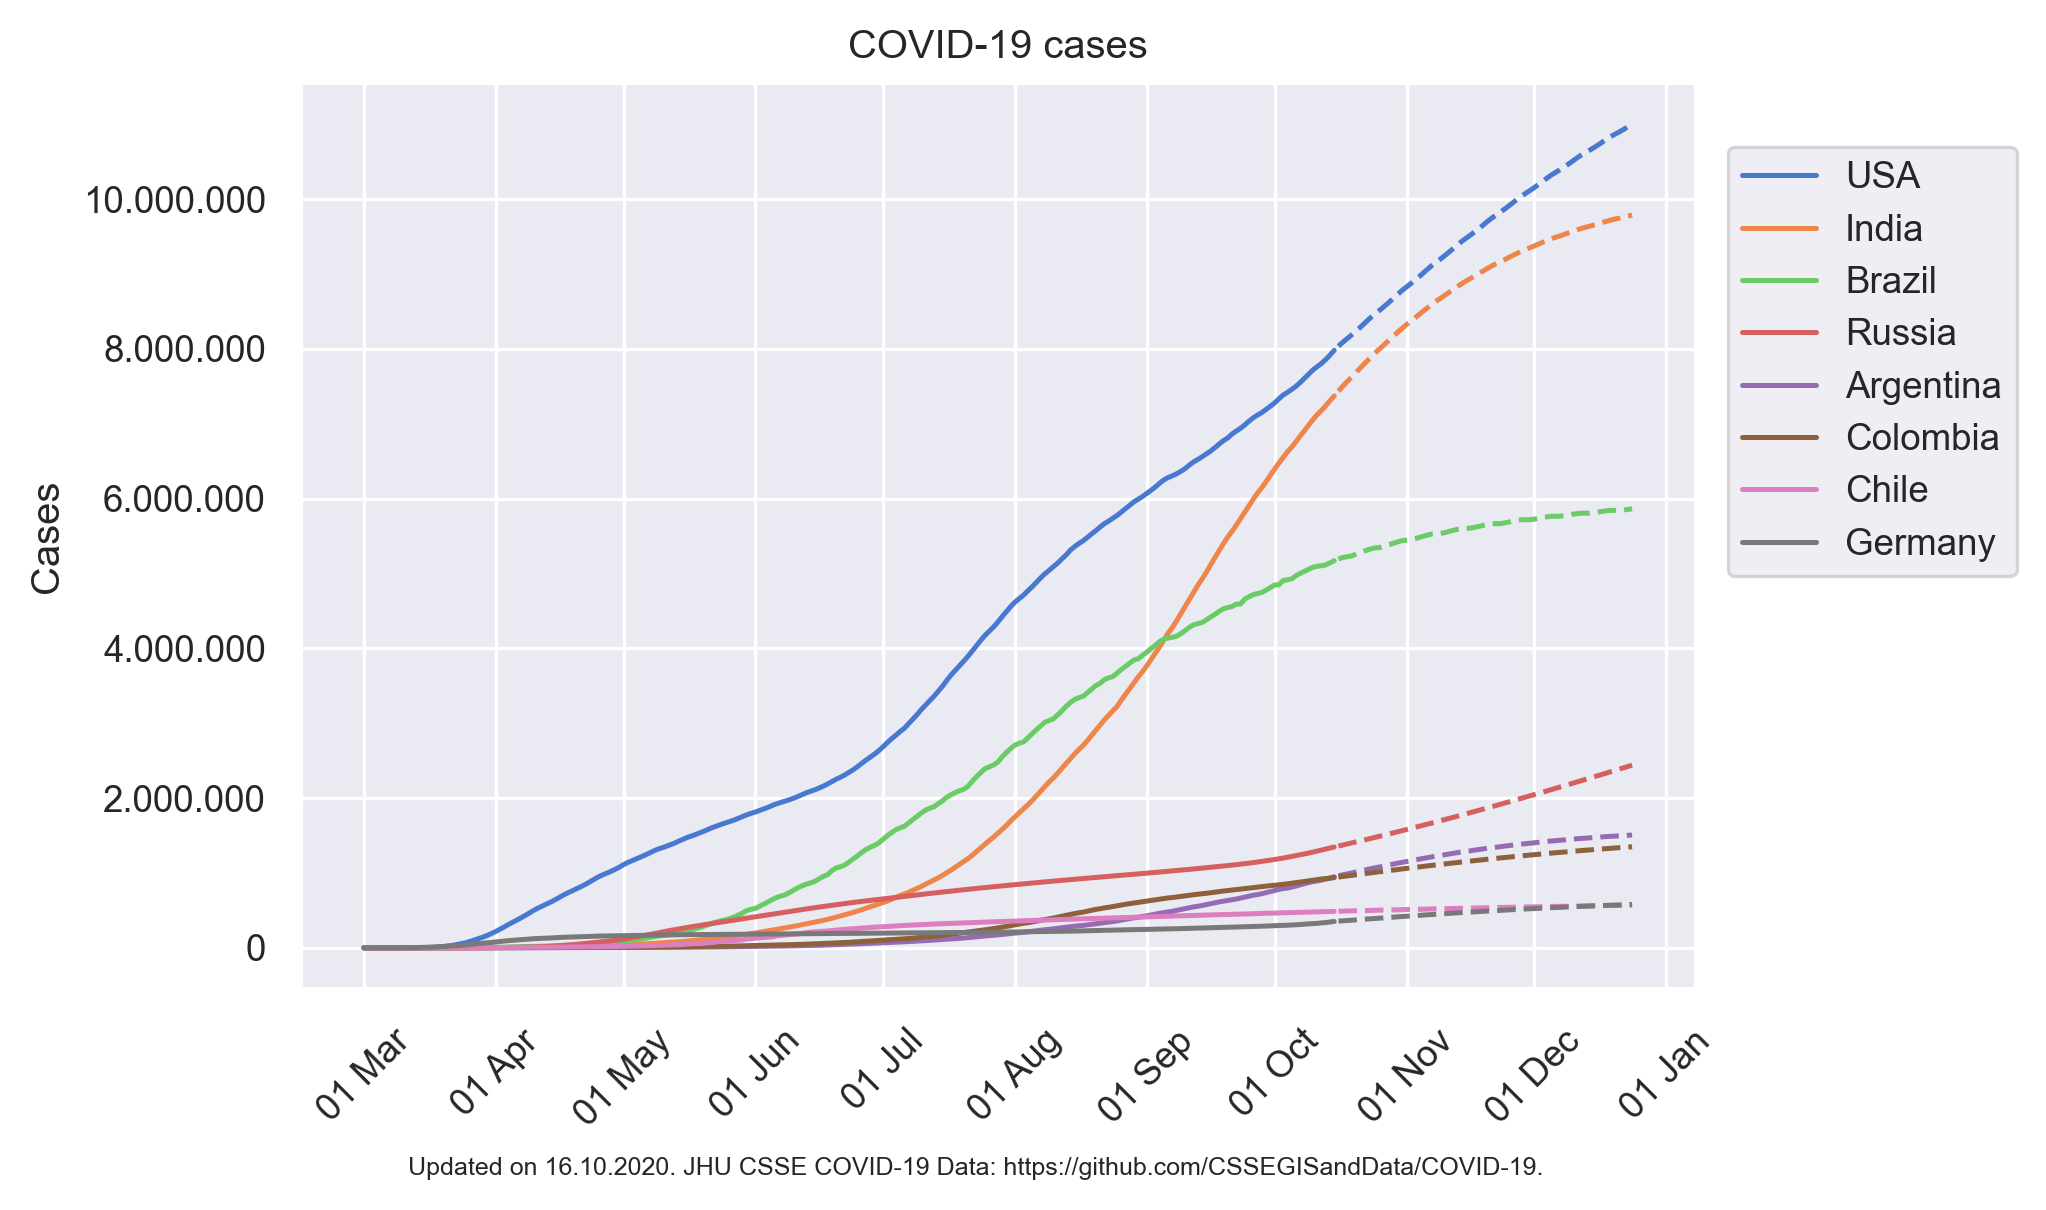 COVID-19 cases
Cases
10.000.000
8.000.000
6.000.000
4.000.000
2.000.000
0
01 Mar
01 Apr
01 May
01 Jun
01 Jul
01 Aug
01 Sep
01 Oct
01 Nov
01 Dec
01 Jan
USA
India
Brazil
Russia
Argentina
Colombia
Chile
Germany
Updated on 16.10.2020. JHU CSSE COVID-19 Data: https://github.com/CSSEGISandData/COVID-19.